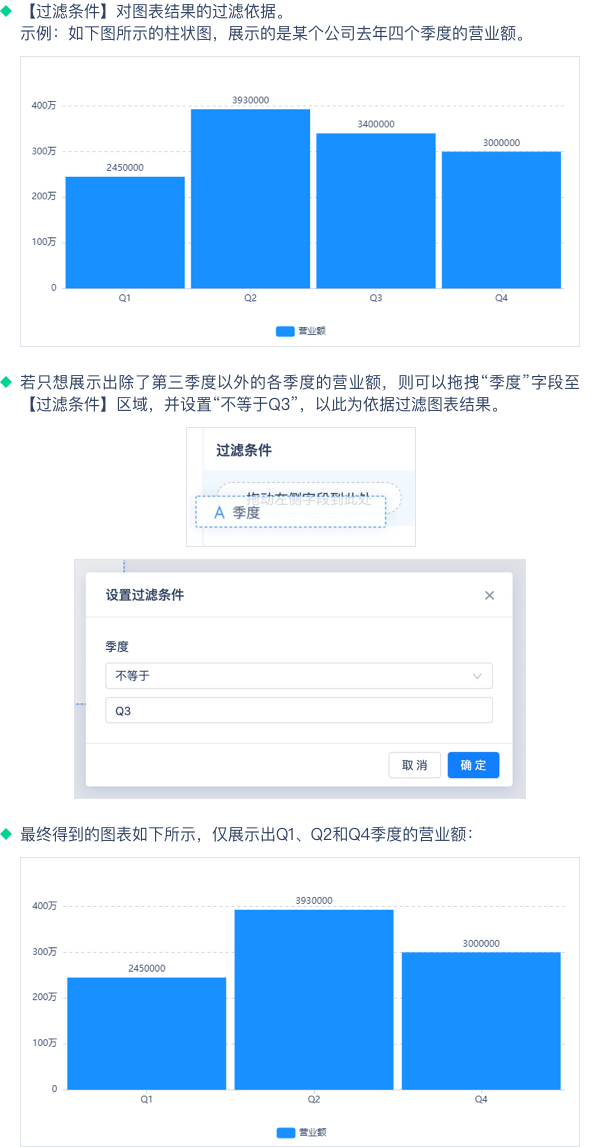 【过滤条件】对图表结果的过滤依据。
示例：如下图所示的柱状图，展示的是某个公司去年四个季度的营业额。
400万
300万
200万
100万
0
2450000
3930000
3400000
3000000
Q1
Q2
Q3
Q4
营业额
若只想展示出除了第三季度以外的各季度的营业额，则可以拖拽“季度”字段至
【过滤条件】区域，并设置“不等于Q3”，以此为依据过滤图表结果。
过滤条件
拖动左侧字段到此处
A 季度
设置过滤条件
季度
不等于
Q3
取消
确定
最终得到的图表如下所示，仅展示出Q1、Q2和Q4季度的营业额：
400万
300万
200万
100万
0
2450000
3930000
3000000
Q1
Q2
Q4
营业额